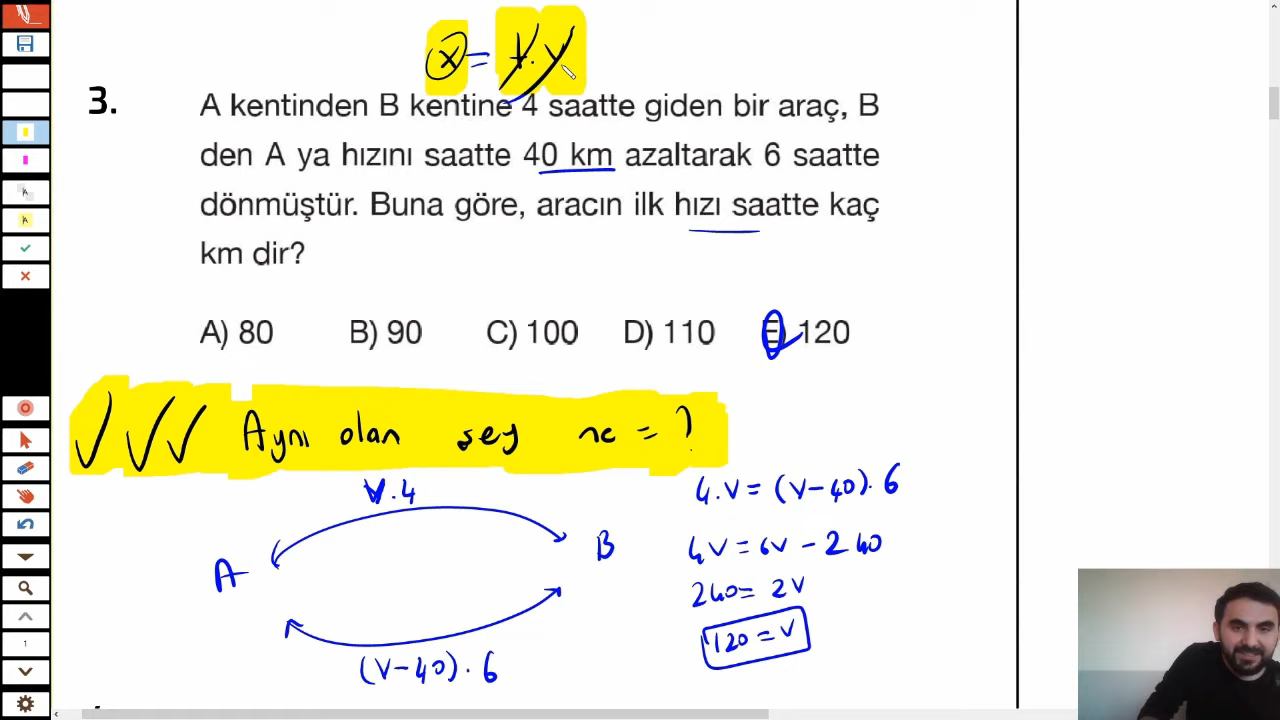 x = t.v
3. A kentinden B kentine 4 saatte giden bir araç, B
den A ya hızını saatte 40 km azaltarak 6 saatte
dönmüştür. Buna göre, aracın ilk hızı saatte kaç
km dir?
A) 80 B) 90 C) 100 D) 110 E) 120
Aynı olan şey ne = ?
V.4
4.V = (V-40).6
A B
4V = 6V - 240
240 = 2V
120 = V
(V-40).6
1